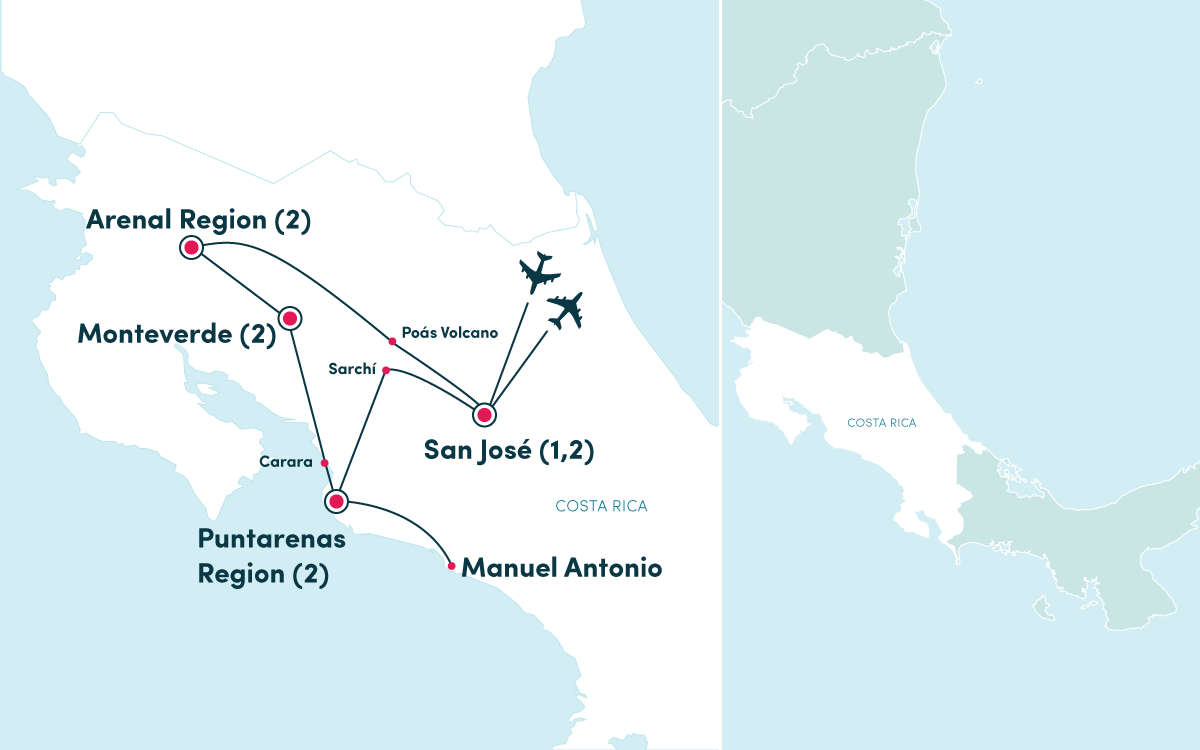 Arenal Region (2)
Monteverde (2)
Poás Volcano
Sarchí
San José (1,2)
Carara
COSTA RICA
Puntarenas
Region (2)
Manuel Antonio
COSTA RICA